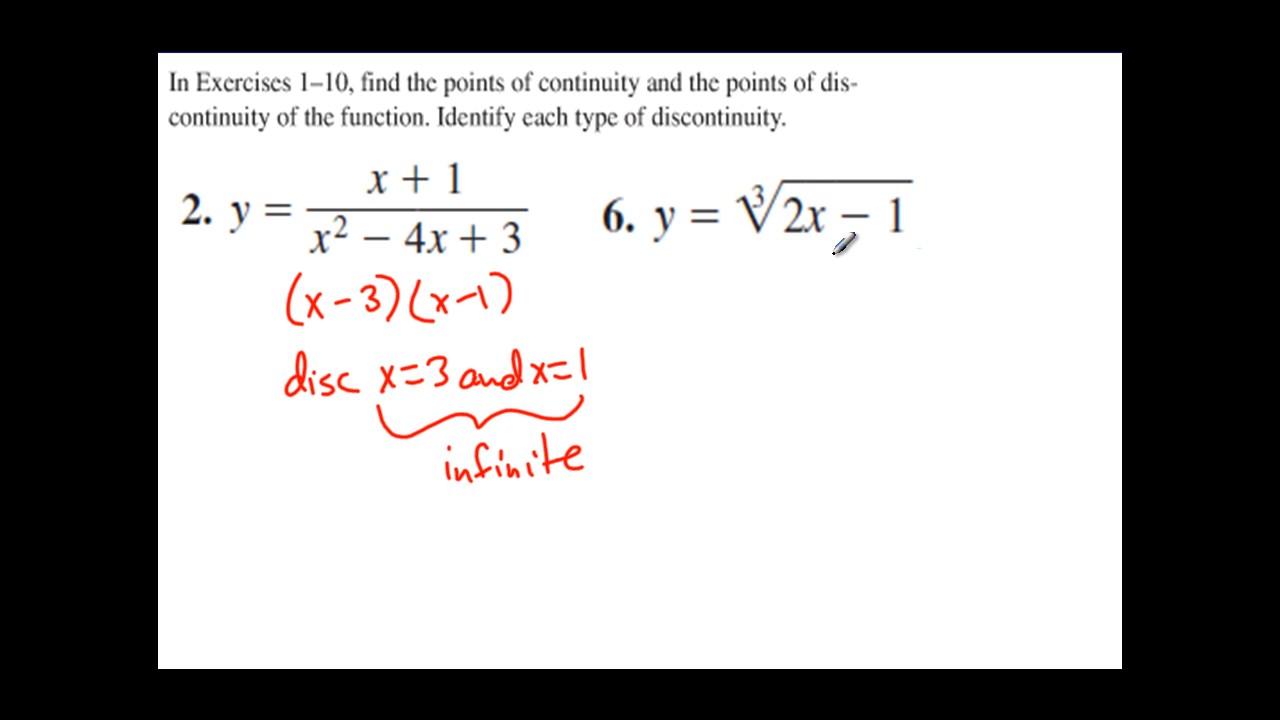 In Exercises 1–10, find the points of continuity and the points of dis-
continuity of the function. Identify each type of discontinuity.
2. y = (x + 1)/(x² − 4x + 3)
6. y = ∛(2x − 1)
(x-3)(x-1)
disc x=3 and x=1
infinite